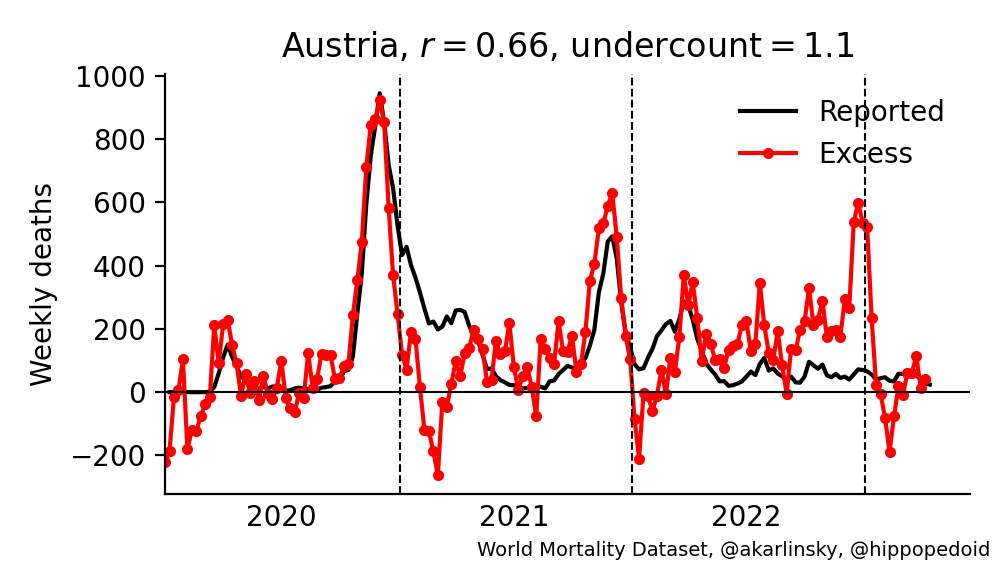 Austria, r = 0.66, undercount = 1.1
1000
800
600
400
200
0
−200
Weekly deaths
Reported
Excess
2020
2021
2022
World Mortality Dataset, @akarlinsky, @hippopedoid